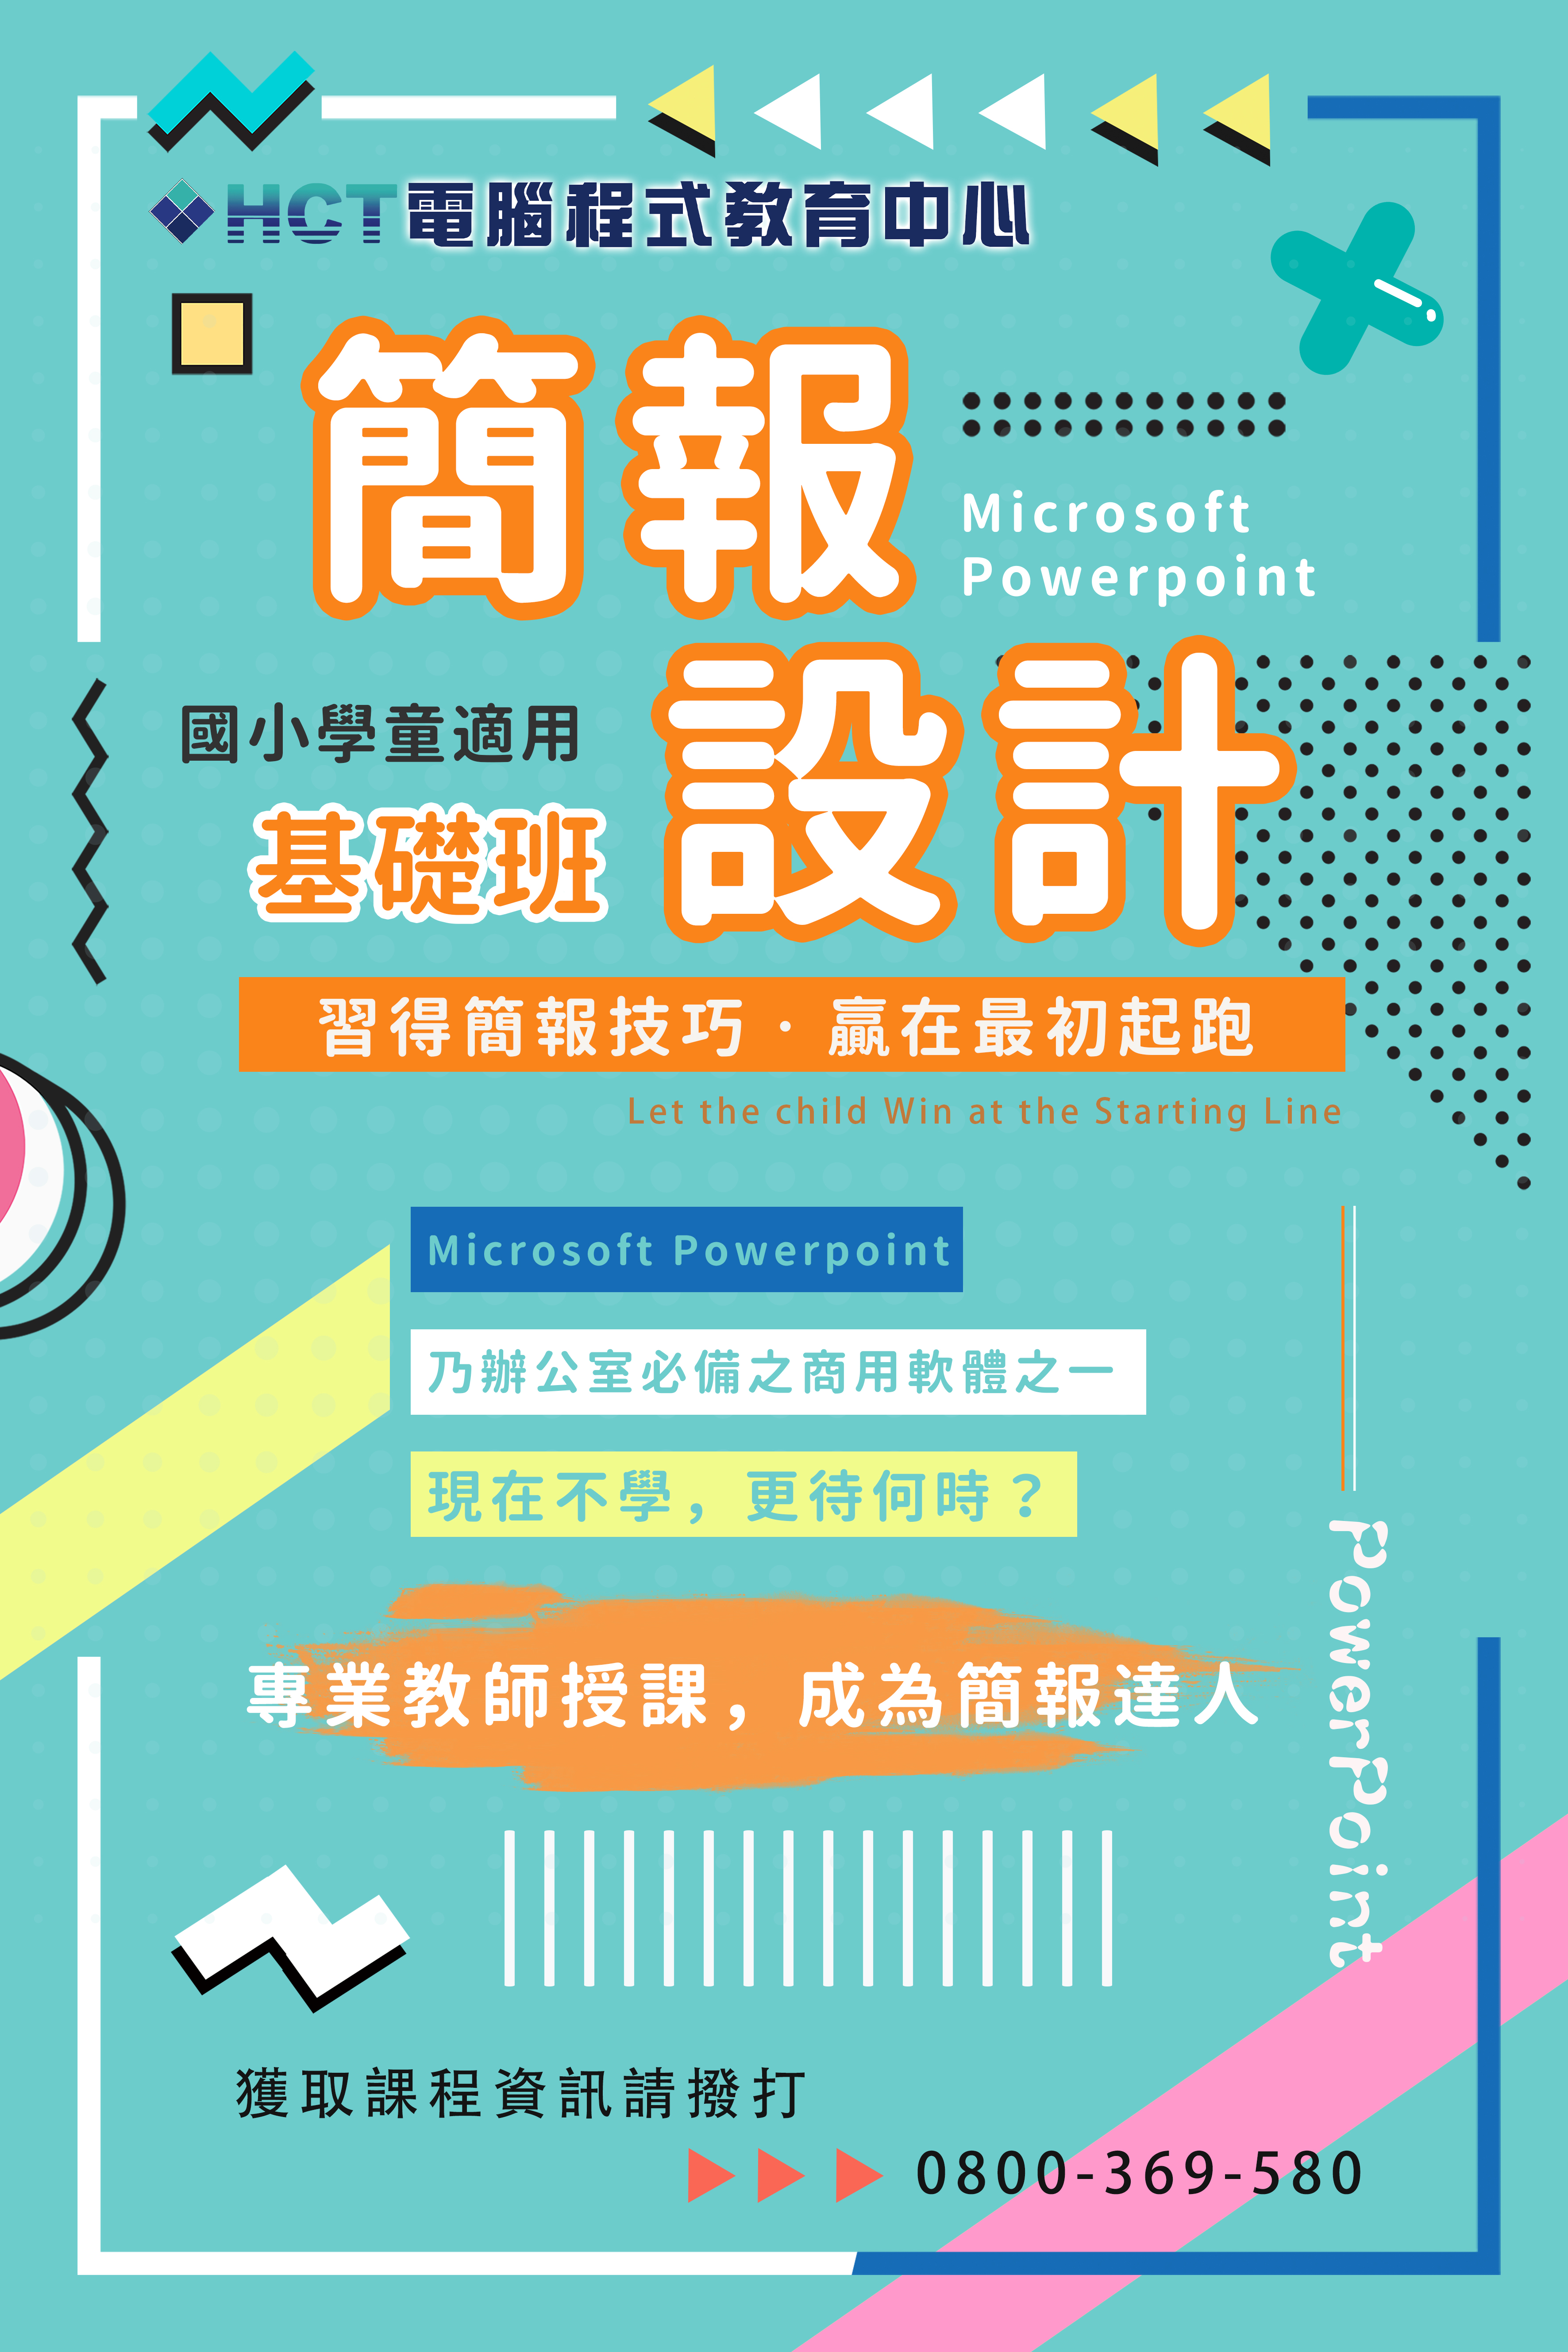 HCT電腦程式教育中心
簡報
Microsoft
Powerpoint
設計
國小學童適用
基礎班
習得簡報技巧·贏在最初起跑
Let the child Win at the Starting Line
Microsoft Powerpoint
乃辦公室必備之商用軟體之一
現在不學，更待何時？
專業教師授課，成為簡報達人
PowerPoint
獲取課程資訊請撥打
0800-369-580